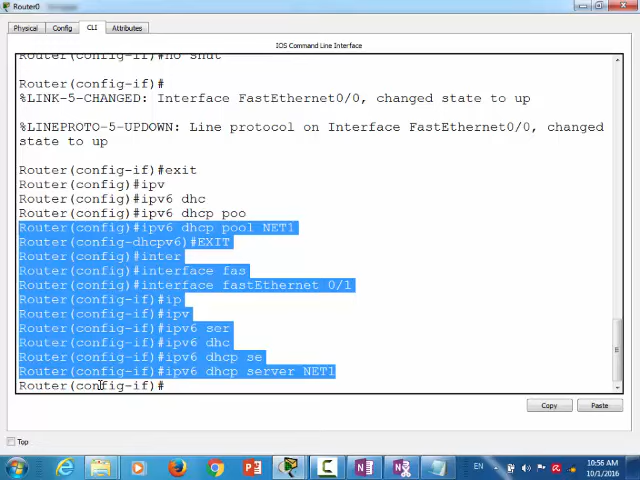 Router0
Physical Config CLI Attributes
IOS Command Line Interface
Router(config-if)#no shut
Router(config-if)#
%LINK-5-CHANGED: Interface FastEthernet0/0, changed state to up
%LINEPROTO-5-UPDOWN: Line protocol on Interface FastEthernet0/0, changed
state to up
Router(config-if)#exit
Router(config)#ipv
Router(config)#ipv6 dhc
Router(config)#ipv6 dhcp poo
Router(config)#ipv6 dhcp pool NET1
Router(config-dhcpv6)#EXIT
Router(config)#inter
Router(config)#interface fas
Router(config)#interface fastEthernet 0/1
Router(config-if)#ip
Router(config-if)#ipv
Router(config-if)#ipv6 ser
Router(config-if)#ipv6 dhc
Router(config-if)#ipv6 dhcp se
Router(config-if)#ipv6 dhcp server NET1
Router(config-if)#
Copy Paste
Top
EN
10:56 AM
10/1/2016